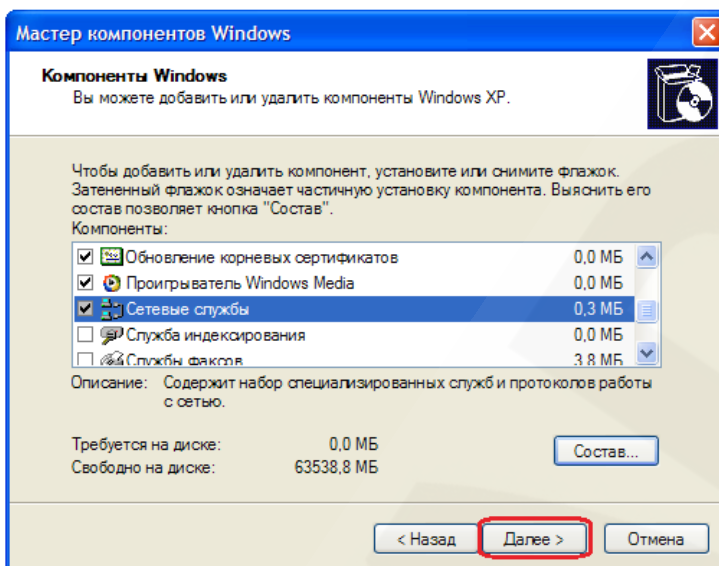 Мастер компонентов Windows
Компоненты Windows
Вы можете добавить или удалить компоненты Windows XP.
Чтобы добавить или удалить компонент, установите или снимите флажок.
Затененный флажок означает частичную установку компонента. Выяснить его
состав позволяет кнопка "Состав".
Компоненты:
Обновление корневых сертификатов 0,0 МБ
Проигрыватель Windows Media 0,0 МБ
Сетевые службы 0,3 МБ
Служба индексирования 0,0 МБ
Службы факсов 3,8 МБ
Описание: Содержит набор специализированных служб и протоколов работы
с сетью.
Требуется на диске: 0,0 МБ
Состав...
Свободно на диске: 63538,8 МБ
< Назад Далее > Отмена